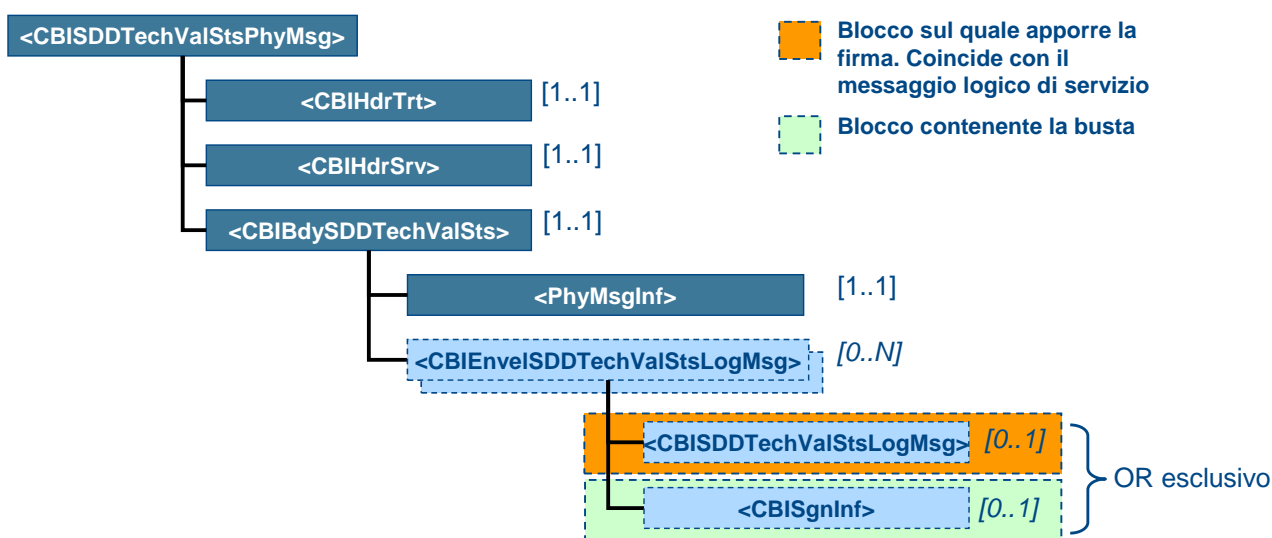 <CBISDDTechValStsPhyMsg>
Blocco sul quale apporre la
firma. Coincide con il
messaggio logico di servizio
<CBIHdrTrt> [1..1]
Blocco contenente la busta
<CBIHdrSrv> [1..1]
<CBIBdySDDTechValSts> [1..1]
<PhyMsgInf> [1..1]
<CBIEnvelSDDTechValStsLogMsg> [0..N]
<CBISDDTechValStsLogMsg> [0..1]
OR esclusivo
<CBISgnInf> [0..1]